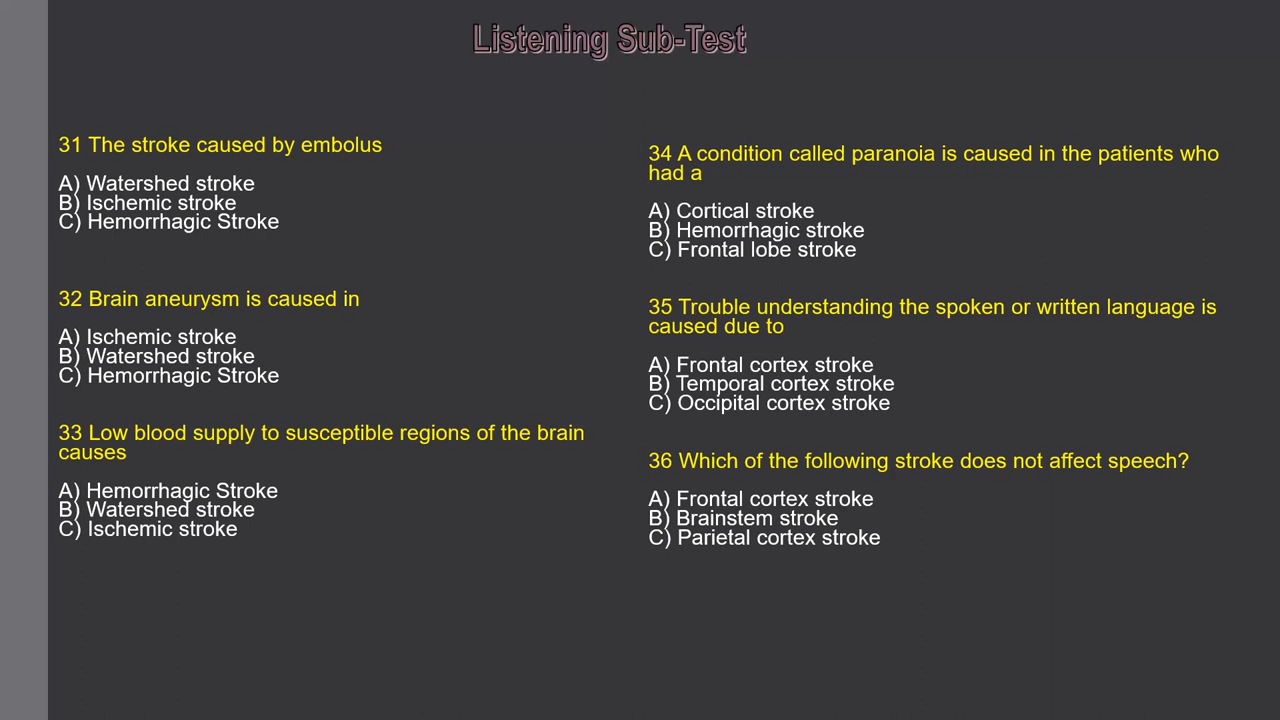 Listening Sub-Test
31 The stroke caused by embolus
A) Watershed stroke
B) Ischemic stroke
C) Hemorrhagic Stroke
32 Brain aneurysm is caused in
A) Ischemic stroke
B) Watershed stroke
C) Hemorrhagic Stroke
33 Low blood supply to susceptible regions of the brain
causes
A) Hemorrhagic Stroke
B) Watershed stroke
C) Ischemic stroke
34 A condition called paranoia is caused in the patients who
had a
A) Cortical stroke
B) Hemorrhagic stroke
C) Frontal lobe stroke
35 Trouble understanding the spoken or written language is
caused due to
A) Frontal cortex stroke
B) Temporal cortex stroke
C) Occipital cortex stroke
36 Which of the following stroke does not affect speech?
A) Frontal cortex stroke
B) Brainstem stroke
C) Parietal cortex stroke